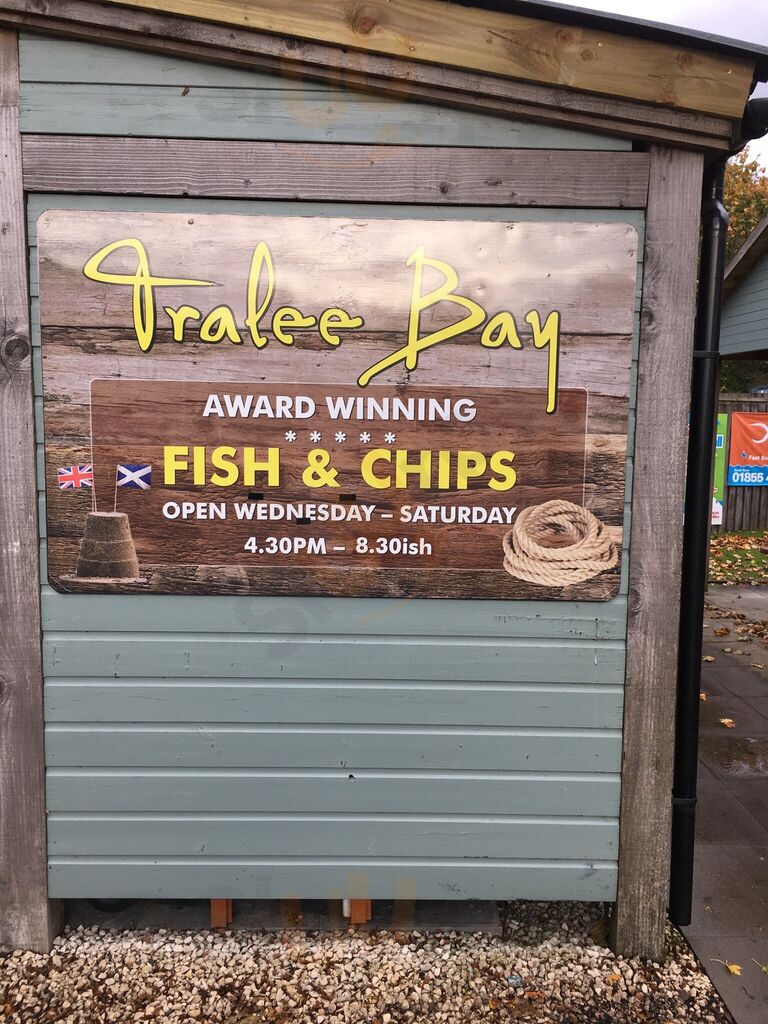 Tralee Bay
AWARD WINNING
* * * * *
FISH & CHIPS
OPEN WEDNESDAY – SATURDAY
4.30PM – 8.30ish
01855